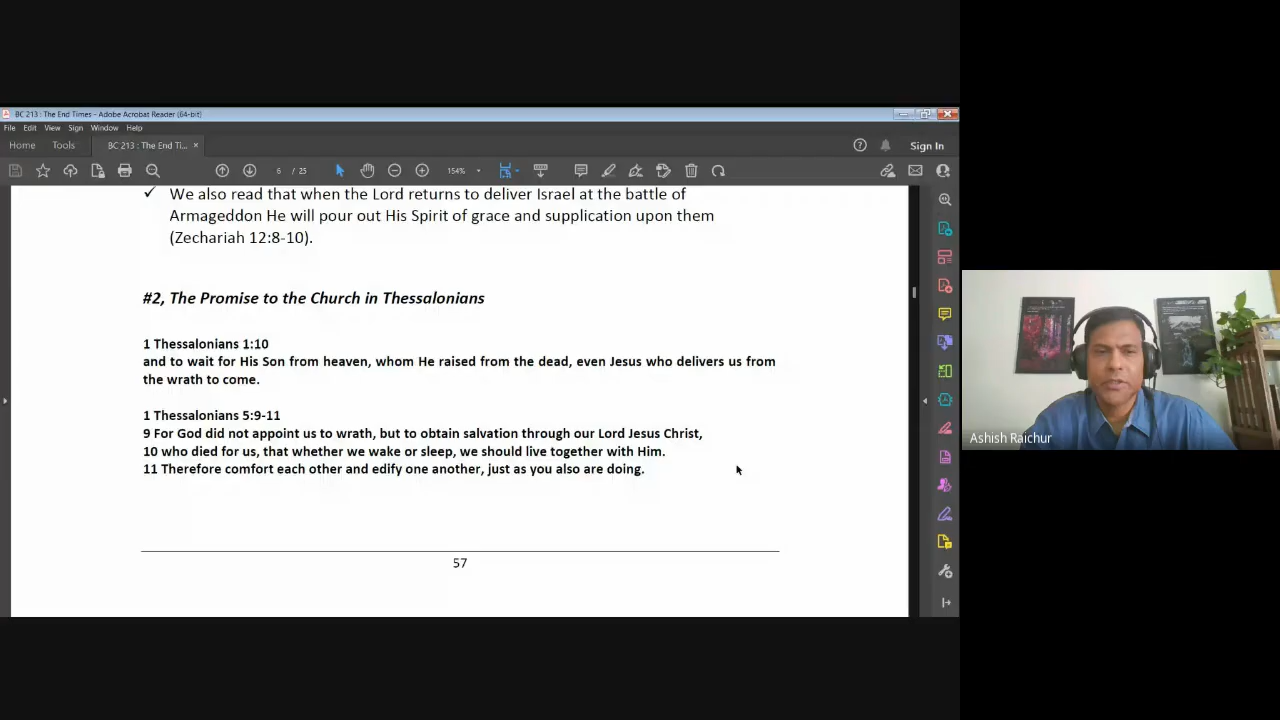 BC 213 : The End Times - Adobe Acrobat Reader (64-bit)
File Edit View Sign Window Help
Home Tools BC 213 : The End Ti... × Sign In
6 / 25 154%
✓ We also read that when the Lord returns to deliver Israel at the battle of
Armageddon He will pour out His Spirit of grace and supplication upon them
(Zechariah 12:8-10).
#2, The Promise to the Church in Thessalonians
1 Thessalonians 1:10
and to wait for His Son from heaven, whom He raised from the dead, even Jesus who delivers us from
the wrath to come.
1 Thessalonians 5:9-11
9 For God did not appoint us to wrath, but to obtain salvation through our Lord Jesus Christ,
10 who died for us, that whether we wake or sleep, we should live together with Him.
11 Therefore comfort each other and edify one another, just as you also are doing.
57
Ashish Raichur